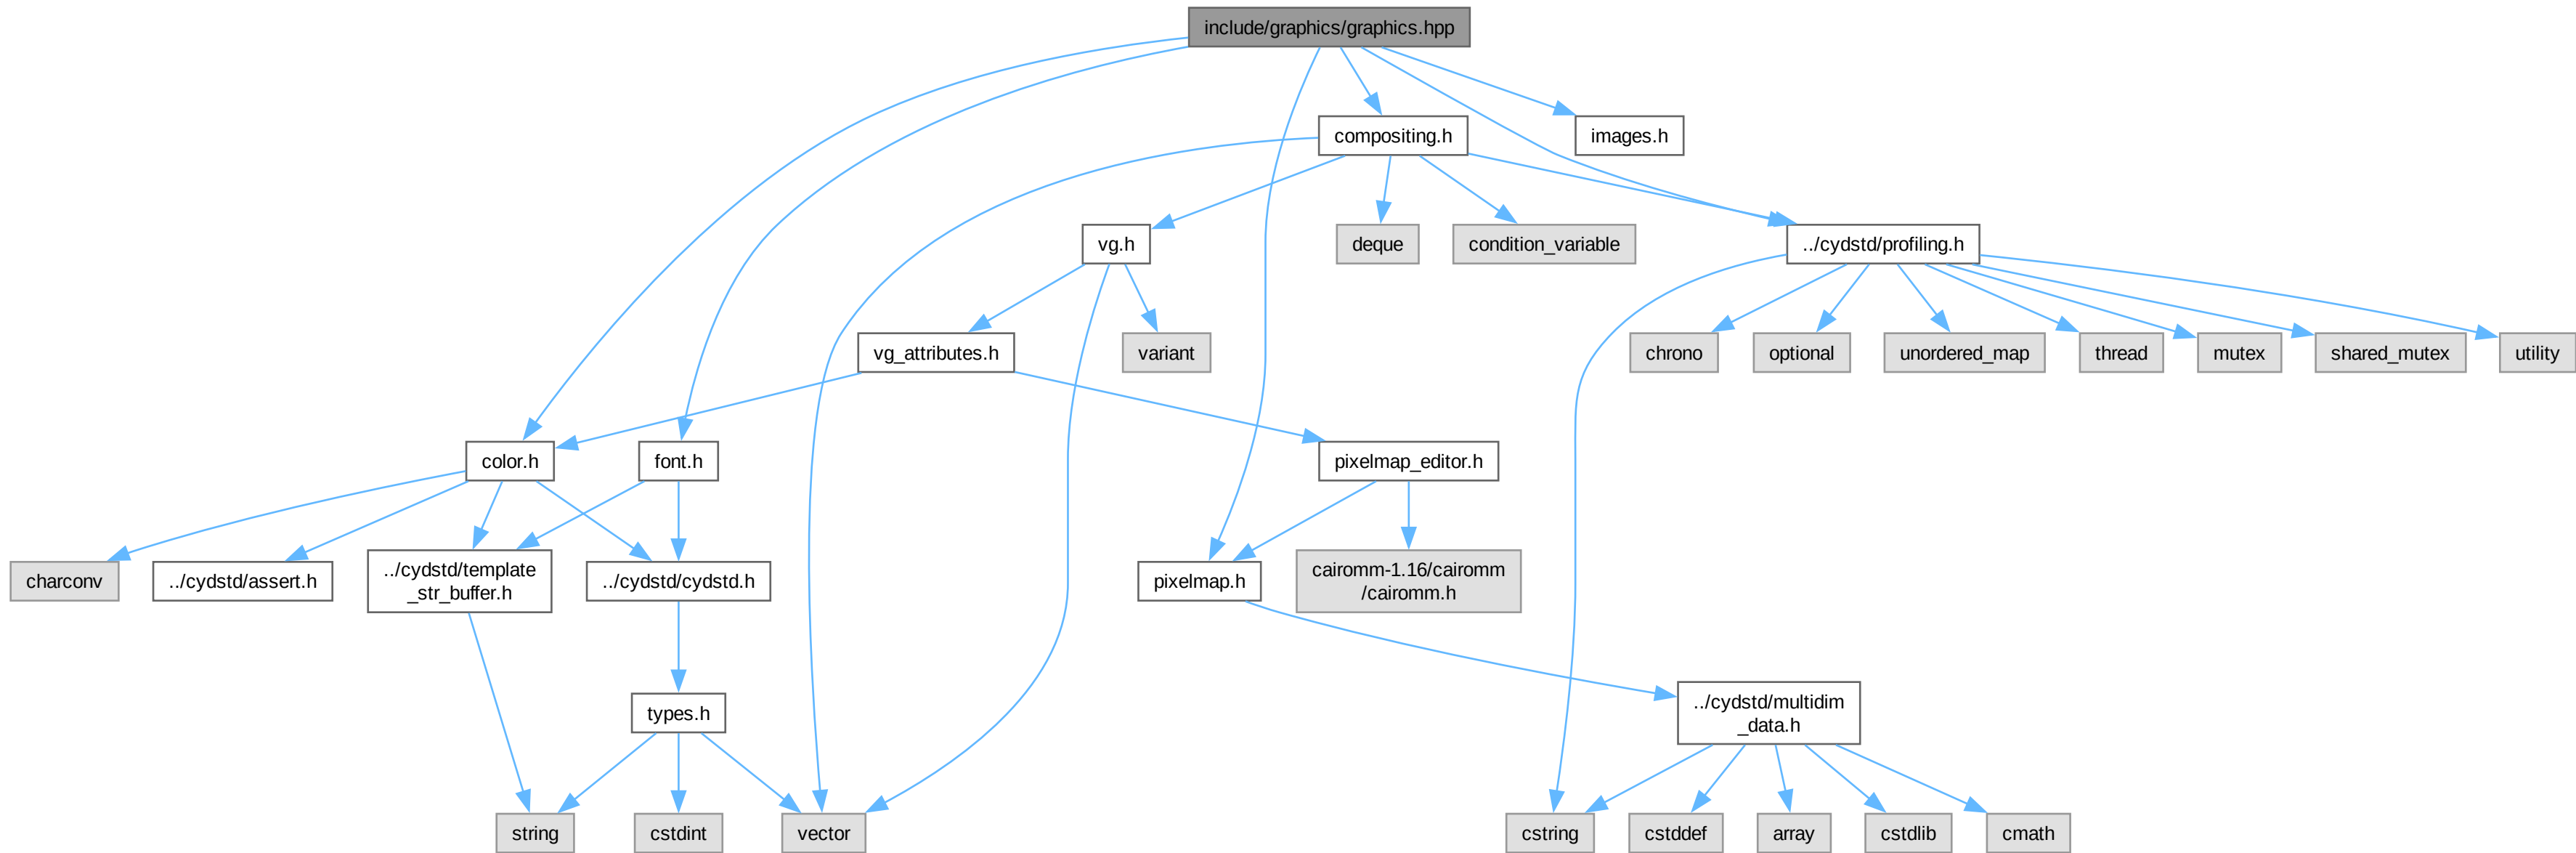 include/graphics/graphics.hpp
compositing.h
images.h
vg.h
deque
condition_variable
../cydstd/profiling.h
vg_attributes.h
variant
chrono
optional
unordered_map
thread
mutex
shared_mutex
utility
color.h
font.h
pixelmap_editor.h
charconv
../cydstd/assert.h
../cydstd/template
_str_buffer.h
../cydstd/cydstd.h
pixelmap.h
cairomm-1.16/cairomm
/cairomm.h
types.h
../cydstd/multidim
_data.h
string
cstdint
vector
cstring
cstddef
array
cstdlib
cmath